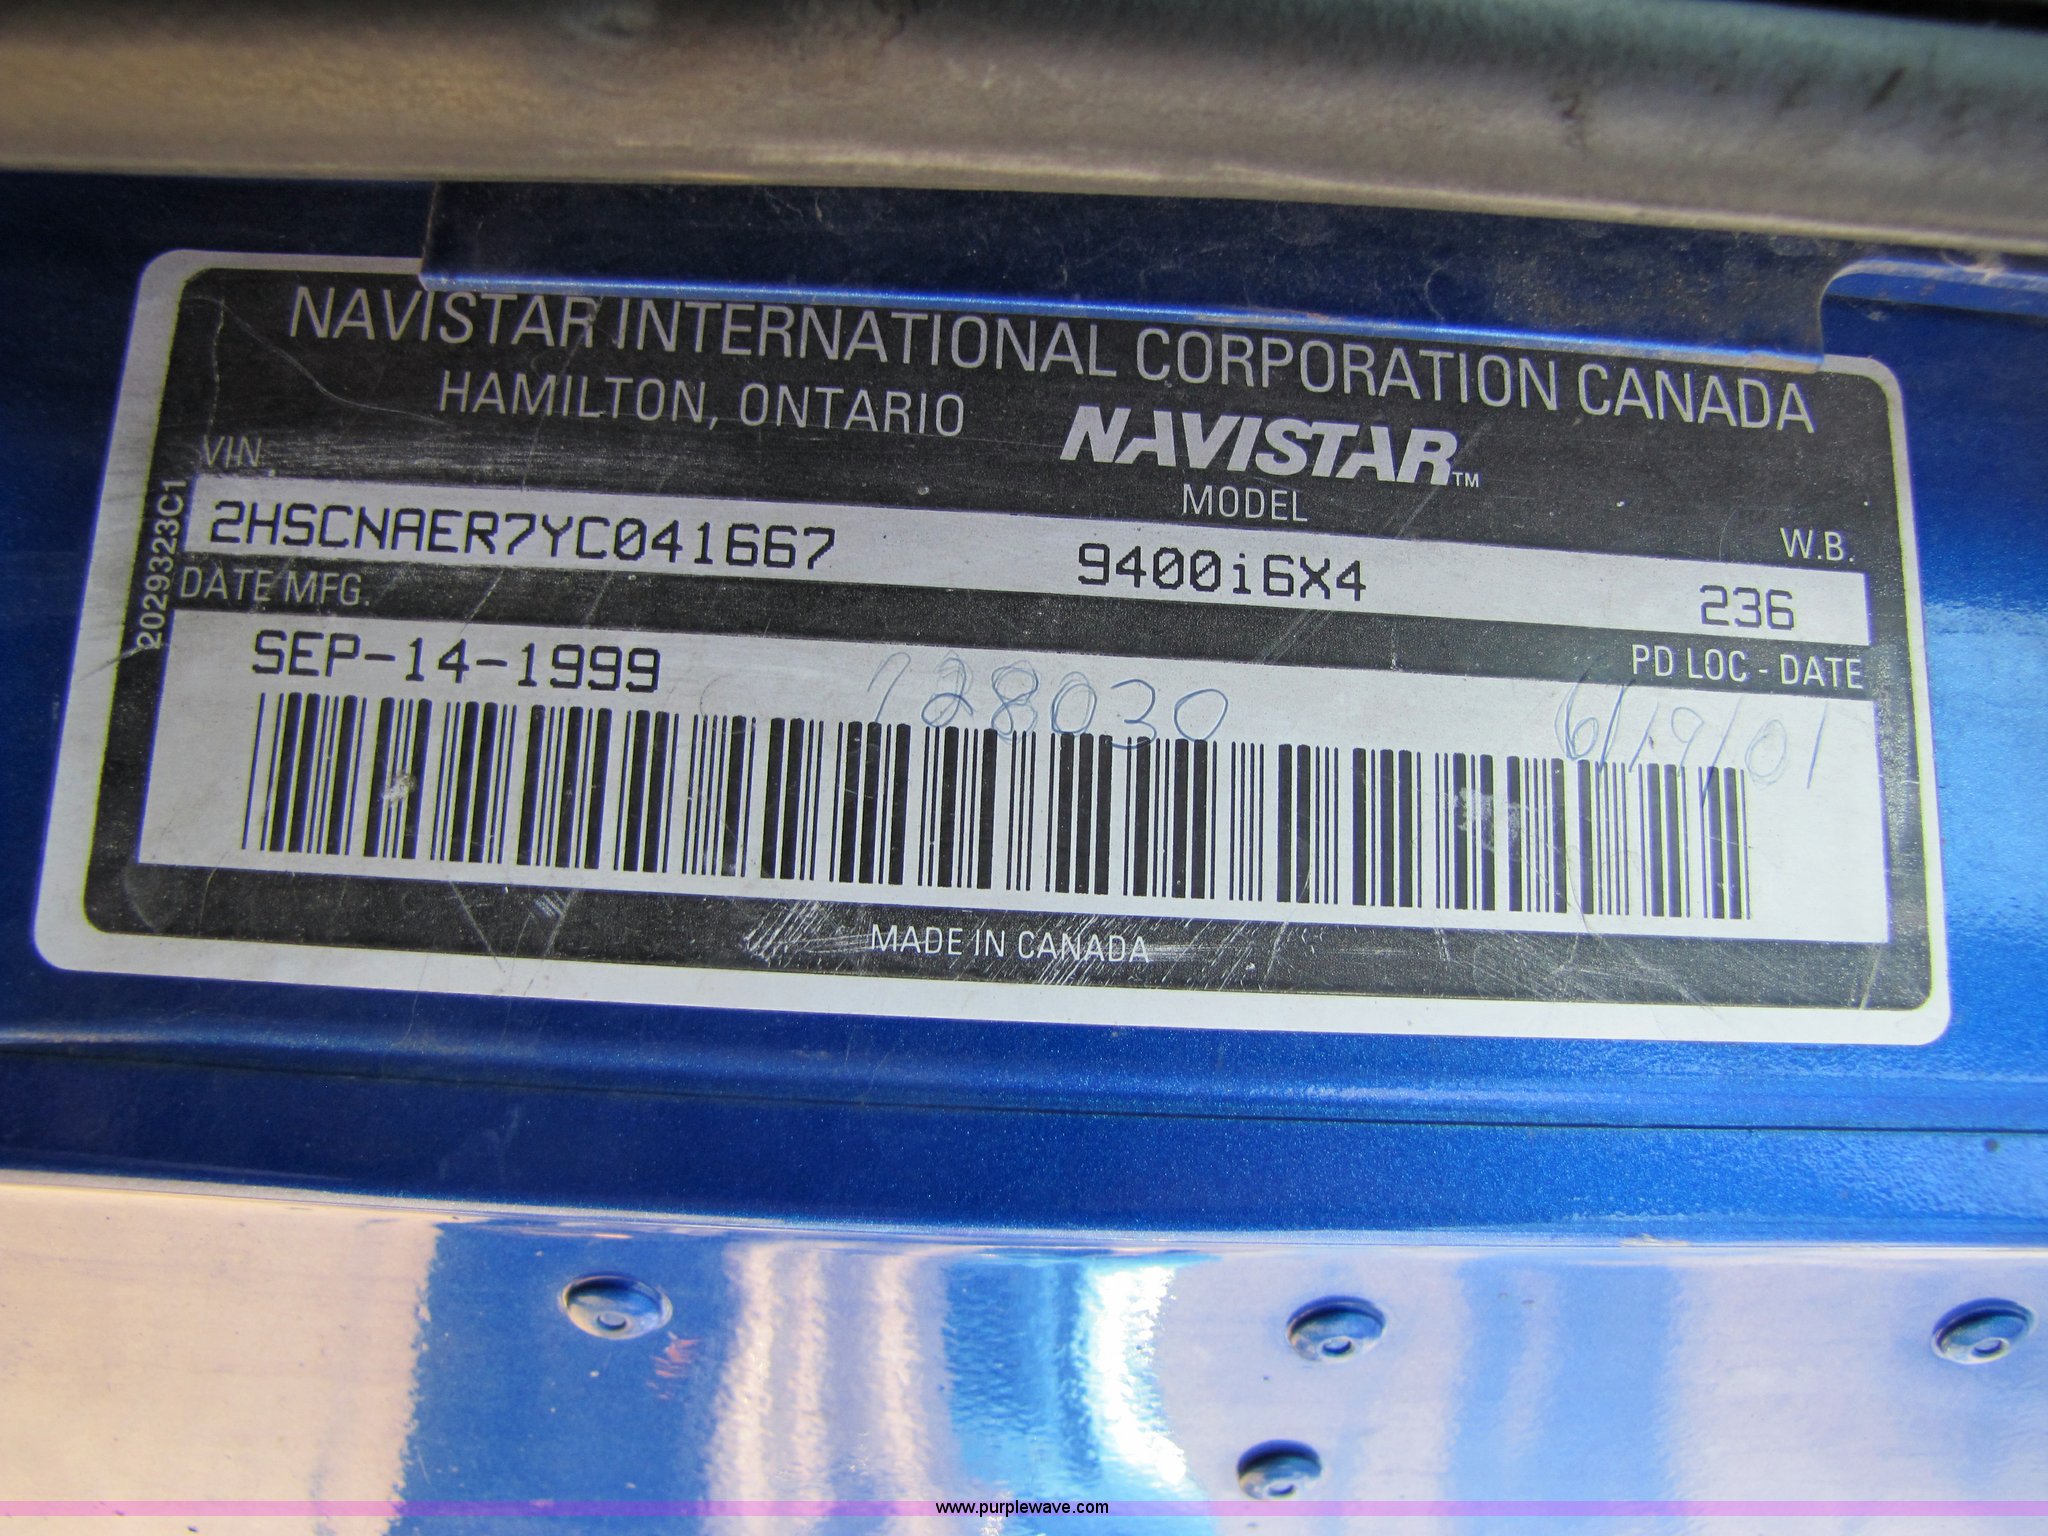 NAVISTAR INTERNATIONAL CORPORATION CANADA
HAMILTON, ONTARIO
NAVISTAR™
VIN
MODEL
W.B.
2HSCNAER7YC041667 9400i6X4 236
DATE MFG.
PD LOC - DATE
SEP-14-1999
728030
6/19/01
2029323C1
MADE IN CANADA
www.purplewave.com